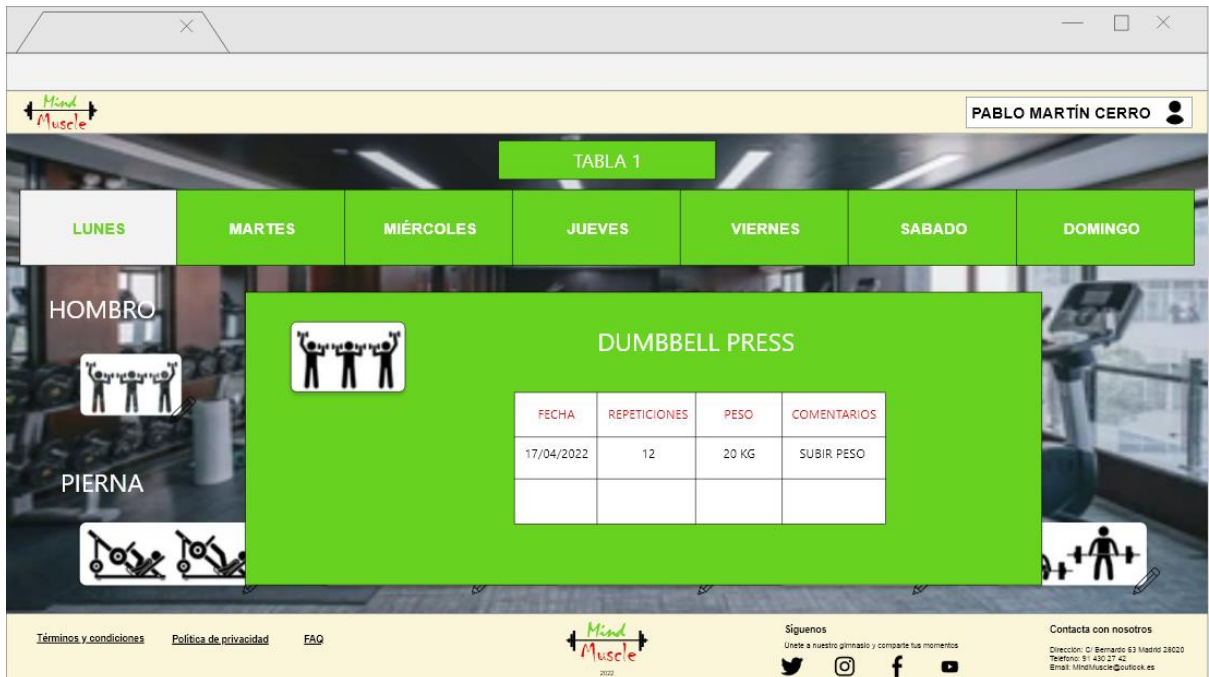 Mind
Muscle
PABLO MARTÍN CERRO
TABLA 1
LUNES MARTES MIÉRCOLES JUEVES VIERNES SABADO DOMINGO
HOMBRO
DUMBBELL PRESS
FECHA REPETICIONES PESO COMENTARIOS
17/04/2022 12 20 KG SUBIR PESO
PIERNA
Términos y condiciones Política de privacidad FAQ
Mind
Muscle
2022
Síguenos
Únete a nuestro gimnasio y comparte tus momentos
Contacta con nosotros
Dirección: C/ Bernardo 63 Madrid 28020
Teléfono: 91 430 27 42
Email: MindMuscle@outlook.es